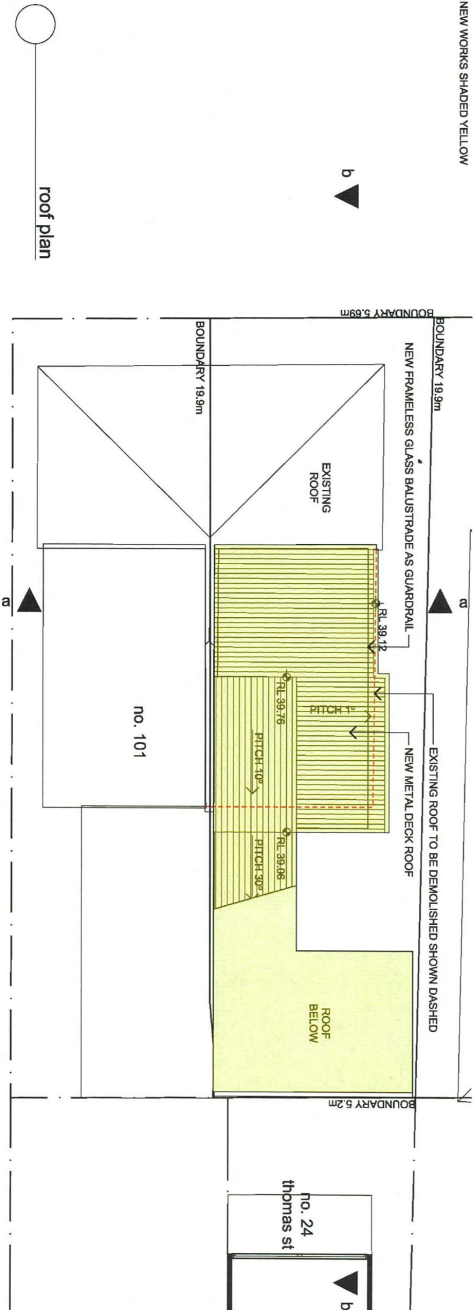 NEW WORKS SHADED YELLOW
b
roof plan
BOUNDARY 5.69m
BOUNDARY 19.9m
BOUNDARY 19.9m
NEW FRAMELESS GLASS BALUSTRADE AS GUARDRAIL
EXISTING
ROOF
a
a
RL 39.12
EXISTING ROOF TO BE DEMOLISHED SHOWN DASHED
NEW METAL DECK ROOF
PITCH 1°
RL 39.76
PITCH 10°
RL 39.06
PITCH 30°
no. 101
ROOF
BELOW
BOUNDARY 5.2m
no. 24
thomas st
b